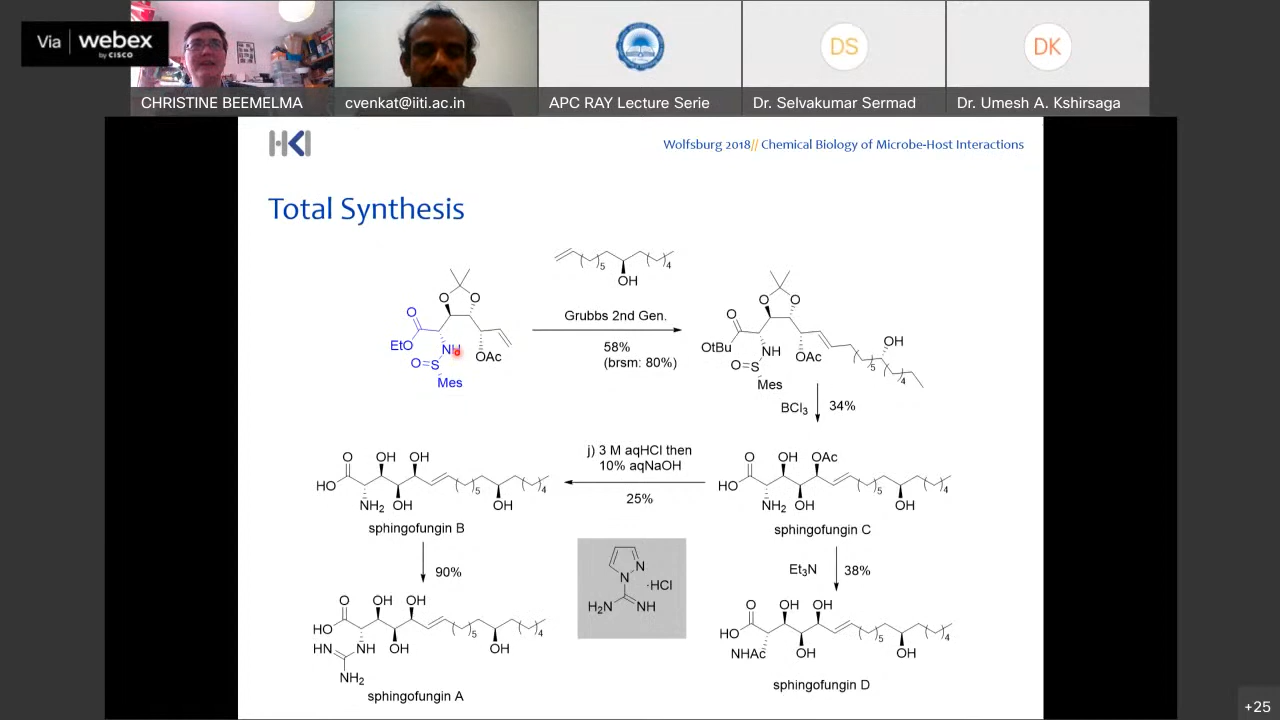 Via webex
by CISCO
DS
DK
CHRISTINE BEEMELMA
cvenkat@iiti.ac.in
APC RAY Lecture Serie
Dr. Selvakumar Sermad
Dr. Umesh A. Kshirsaga
HKI
Wolfsburg 2018// Chemical Biology of Microbe-Host Interactions
Total Synthesis
O O
O
EtO
NH
O=S
Mes
OAc
5
4
OH
Grubbs 2nd Gen.
58%
(brsm: 80%)
O O
O
OtBu
NH
O=S
Mes
OAc
OH
5
4
BCl3 34%
O OH OH
HO
NH2 OH
5
OH
4
sphingofungin B
j) 3 M aqHCl then
10% aqNaOH
25%
O OH OAc
HO
NH2 OH
5
OH
4
sphingofungin C
90%
N
N
·HCl
H2N NH
Et3N 38%
O OH OH
HO
HN NH OH
NH2
5
OH
4
sphingofungin A
O OH OH
HO
NHAc OH
5
OH
4
sphingofungin D
+25